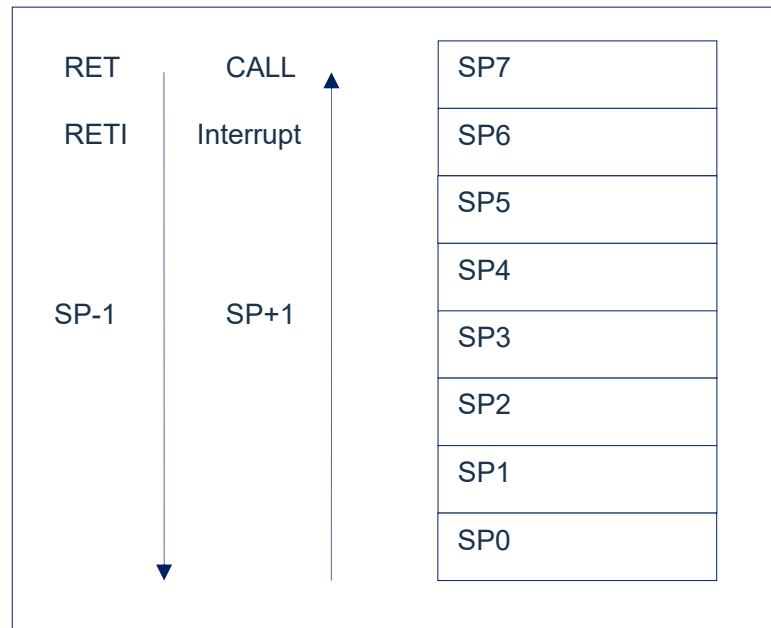 RET CALL SP7
RETI Interrupt SP6
SP5
SP4
SP-1 SP+1 SP3
SP2
SP1
SP0